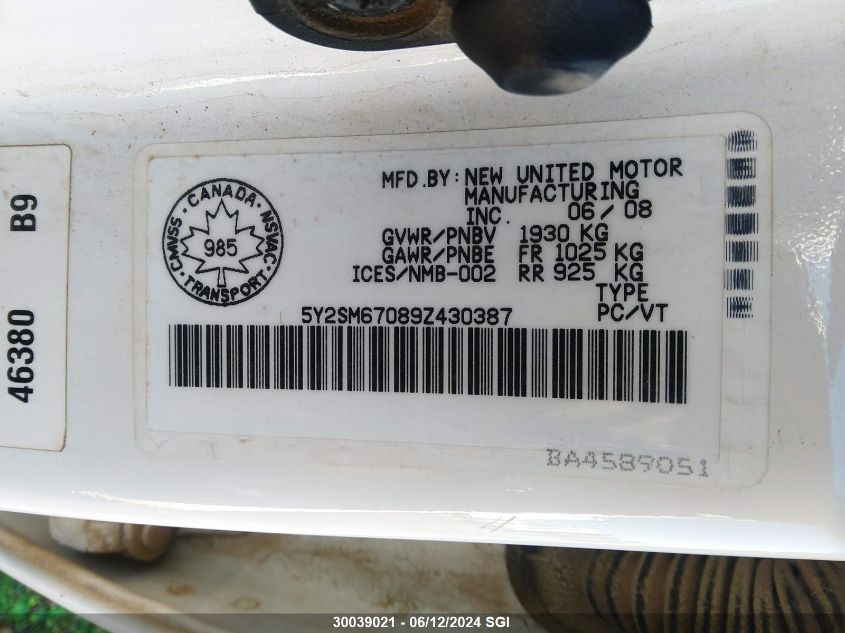 MFD.BY: NEW UNITED MOTOR
MANUFACTURING
INC. 06/08
GVWR/PNBV 1930 KG
GAWR/PNBE FR 1025 KG
ICES/NMB-002 RR 925 KG
TYPE
5Y2SM67089Z430387 PC/VT
CANADA · NSVAC · TRANSPORT · CMVSS
985
BA4589051
46380 B9
30039021 - 06/12/2024 SGI